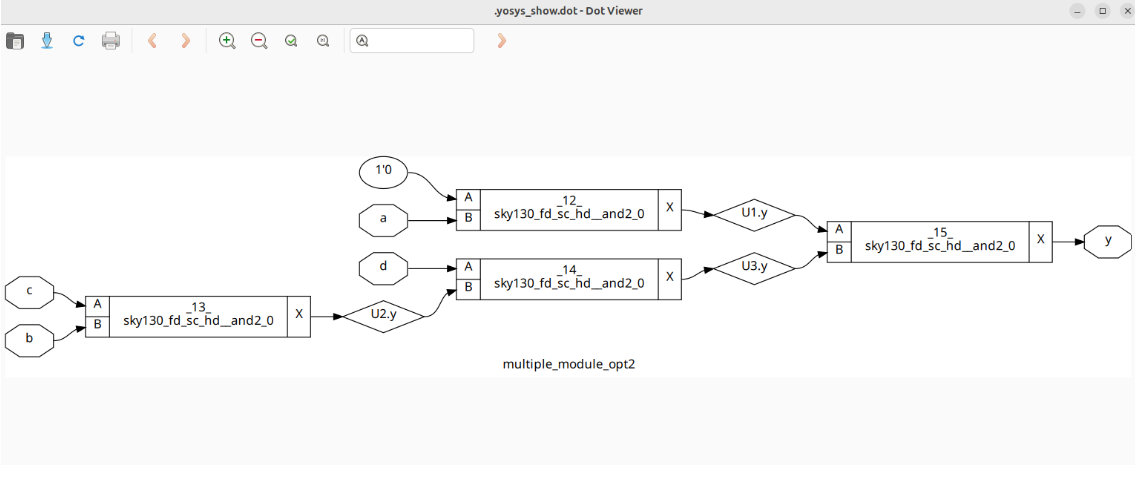 .yosys_show.dot - Dot Viewer
1'0
A
B
_12_
sky130_fd_sc_hd__and2_0
X
a
U1.y
A
B
_15_
sky130_fd_sc_hd__and2_0
X
y
d
A
B
_14_
sky130_fd_sc_hd__and2_0
X
U3.y
c
A
B
_13_
sky130_fd_sc_hd__and2_0
X
U2.y
b
multiple_module_opt2